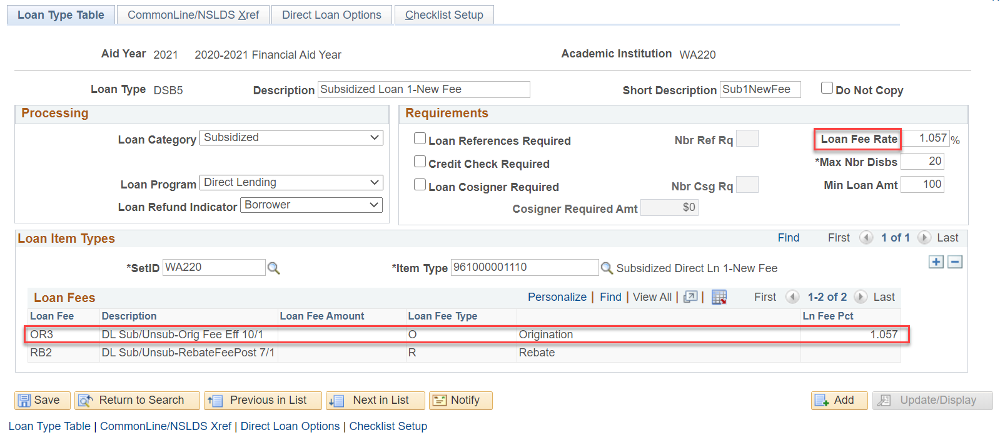 Loan Type Table CommonLine/NSLDS Xref Direct Loan Options Checklist Setup
Aid Year 2021 2020-2021 Financial Aid Year Academic Institution WA220
Loan Type DSB5 Description Subsidized Loan 1-New Fee Short Description Sub1NewFee Do Not Copy
Processing
Loan Category Subsidized
Loan Program Direct Lending
Loan Refund Indicator Borrower
Requirements
Loan References Required Nbr Ref Rq Loan Fee Rate 1.057 %
Credit Check Required *Max Nbr Disbs 20
Loan Cosigner Required Nbr Csg Rq Min Loan Amt 100
Cosigner Required Amt $0
Loan Item Types Find First 1 of 1 Last
*SetID WA220 *Item Type 961000001110 Subsidized Direct Ln 1-New Fee
Loan Fees Personalize | Find | View All | | First 1-2 of 2 Last
Loan Fee Description Loan Fee Amount Loan Fee Type Ln Fee Pct
OR3 DL Sub/Unsub-Orig Fee Eff 10/1 O Origination 1.057
RB2 DL Sub/Unsub-RebateFeePost 7/1 R Rebate
Save Return to Search Previous in List Next in List Notify Add Update/Display
Loan Type Table | CommonLine/NSLDS Xref | Direct Loan Options | Checklist Setup